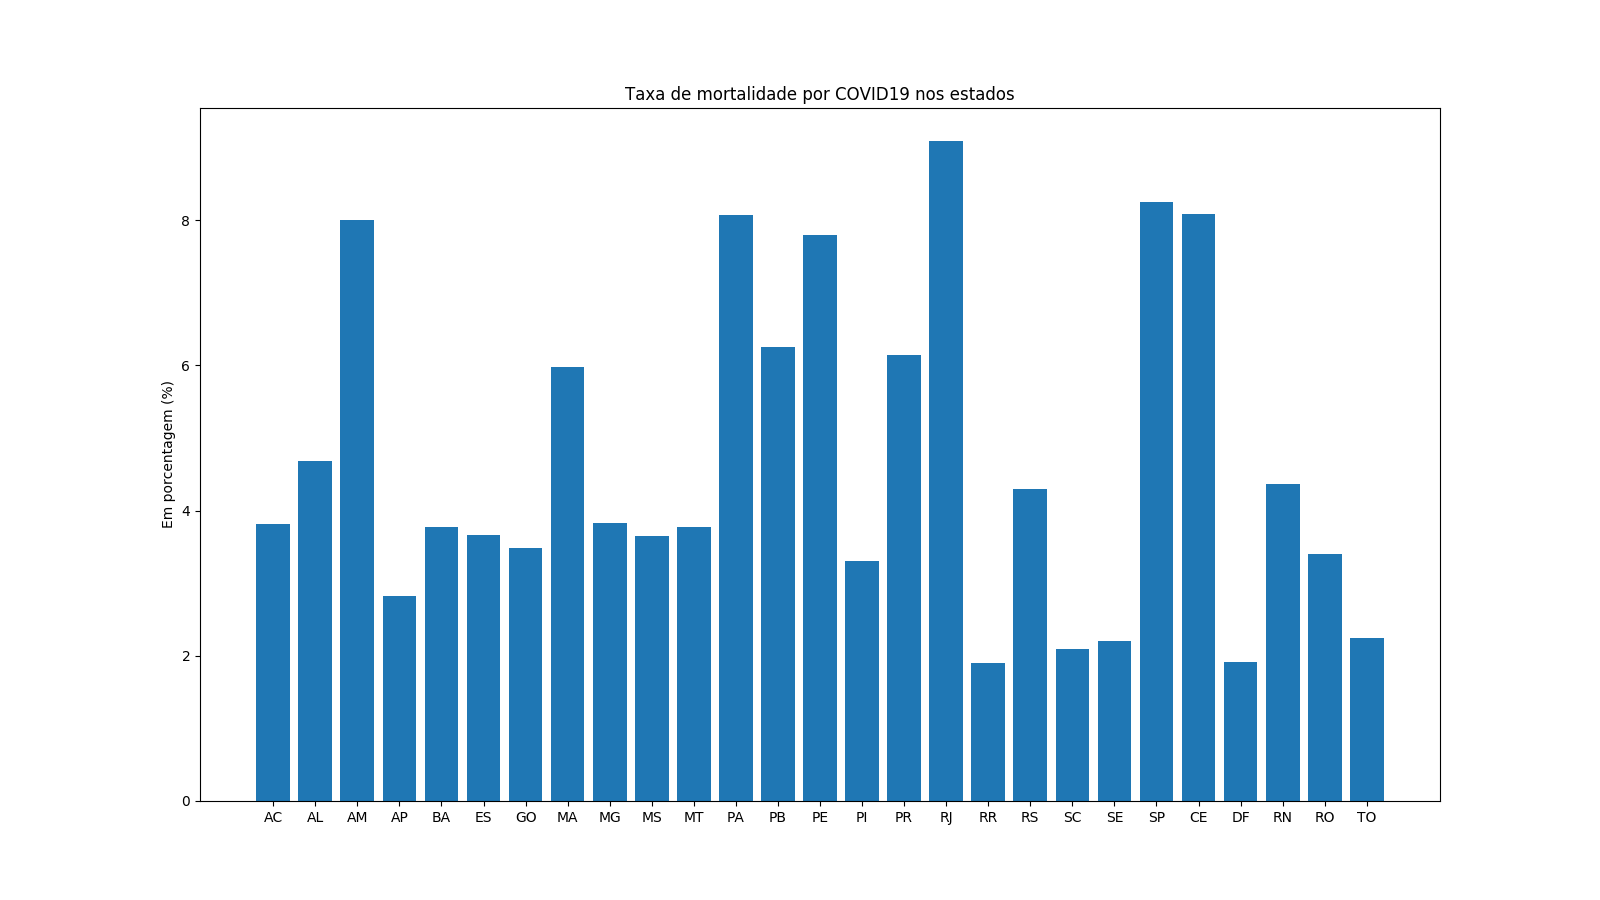 Taxa de mortalidade por COVID19 nos estados
Em porcentagem (%)
8
6
4
2
0
AC AL AM AP BA ES GO MA MG MS MT PA PB PE PI PR RJ RR RS SC SE SP CE DF RN RO TO